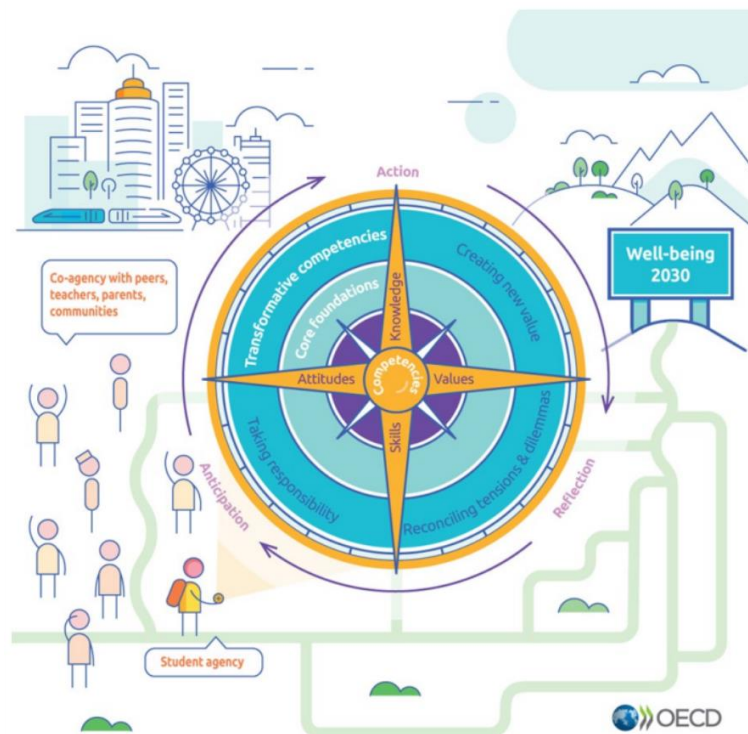 Action
Transformative competencies
Creating new value
Core foundations
Knowledge
Well-being
2030
Co-agency with peers,
teachers, parents,
communities
Attitudes
Competencies
Values
Skills
Taking responsibility
Reconciling tensions & dilemmas
Anticipation
Reflection
Student agency
OECD